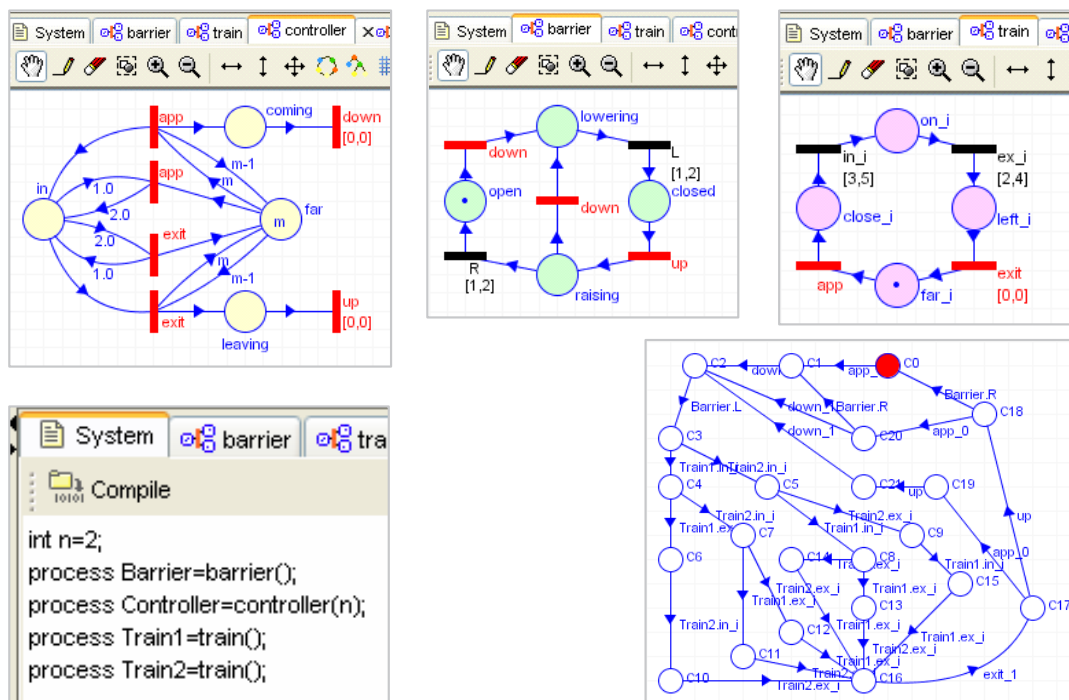 System barrier train controller
app
coming
down
[0,0]
m-1
m
app
in
1.0
2.0
far
m
exit
2.0
1.0
m
m-1
exit
leaving
up
[0,0]
System barrier train cont
lowering
down
L
[1,2]
open
closed
down
R
[1,2]
up
raising
System barrier train
on_i
in_i
[3,5]
ex_i
[2,4]
close_i
left_i
app
far_i
exit
[0,0]
System barrier tra
Compile
int n=2;
process Barrier=barrier();
process Controller=controller(n);
process Train1=train();
process Train2=train();
C2 C1 C0
down app_
Barrier.L down_1 Barrier.R Barrier.R
C18
C3 down_1 C20 app_0
Train1.in_i Train2.in_i
C4 C5 C21 up C19
Train1.ex_i Train2.in_i Train1.in_i Train2.ex_i up
C7 C9
C6 C14 C8 app_0
Train1.in_i
Train2.ex_i Train1.ex_i C15
Train1.ex_i C13 C17
Train2.in_i C12 Train1.ex_i
C11
C10 Train2.ex_i C16 exit_1